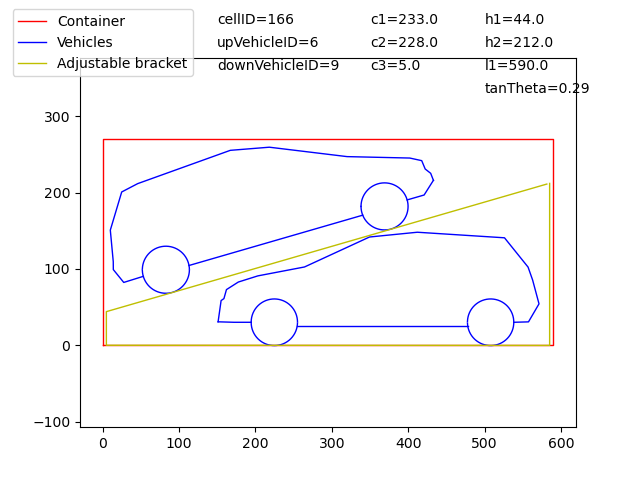 Container
Vehicles
Adjustable bracket
cellID=166
upVehicleID=6
downVehicleID=9
c1=233.0
c2=228.0
c3=5.0
h1=44.0
h2=212.0
l1=590.0
tanTheta=0.29
300
200
100
0
−100
0 100 200 300 400 500 600